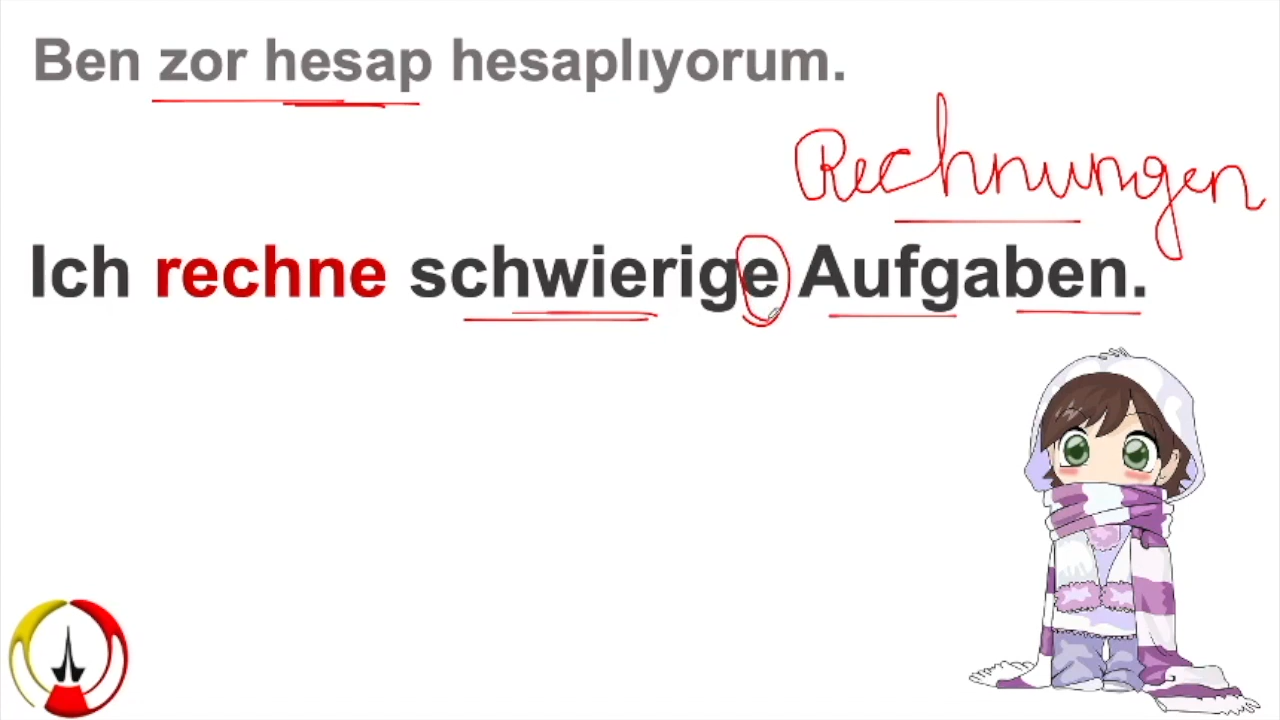 Ben zor hesap hesaplıyorum.
Rechnungen
Ich rechne schwierige Aufgaben.